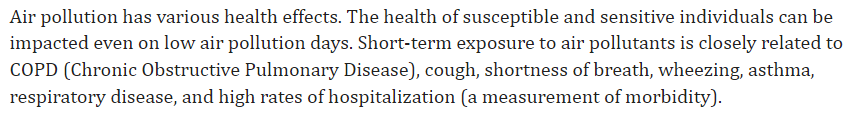 Air pollution has various health effects. The health of susceptible and sensitive individuals can be
impacted even on low air pollution days. Short-term exposure to air pollutants is closely related to
COPD (Chronic Obstructive Pulmonary Disease), cough, shortness of breath, wheezing, asthma,
respiratory disease, and high rates of hospitalization (a measurement of morbidity).